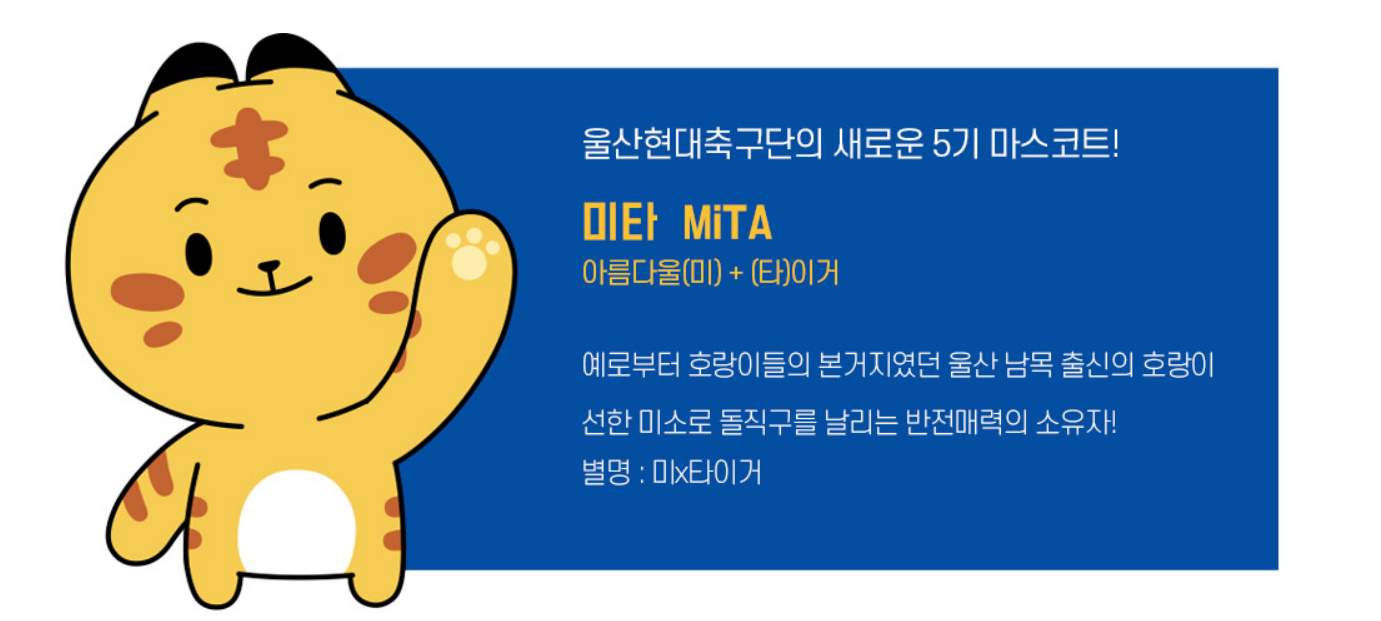 울산현대축구단의 새로운 5기 마스코트!
미타 MiTA
아름다울(미) + (타)이거
예로부터 호랑이들의 본거지였던 울산 남목 출신의 호랑이
선한 미소로 돌직구를 날리는 반전매력의 소유자!
별명 : 미x타이거